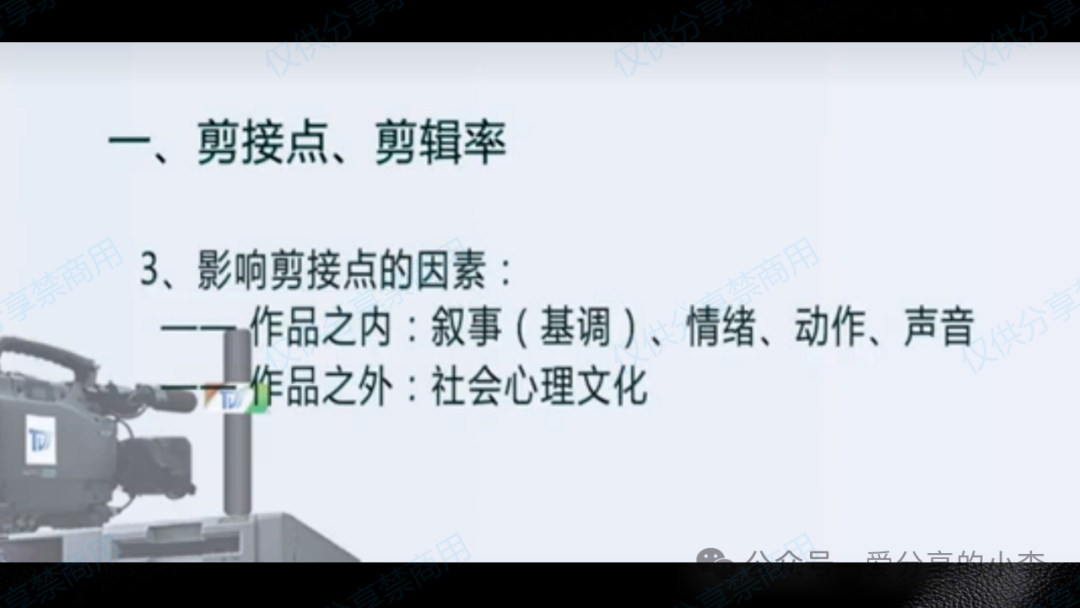 一、剪接点、剪辑率
3、影响剪接点的因素：
—— 作品之内：叙事（基调）、情绪、动作、声音
—— 作品之外：社会心理文化
公众号 爱分享的小李
仅供分享禁商用